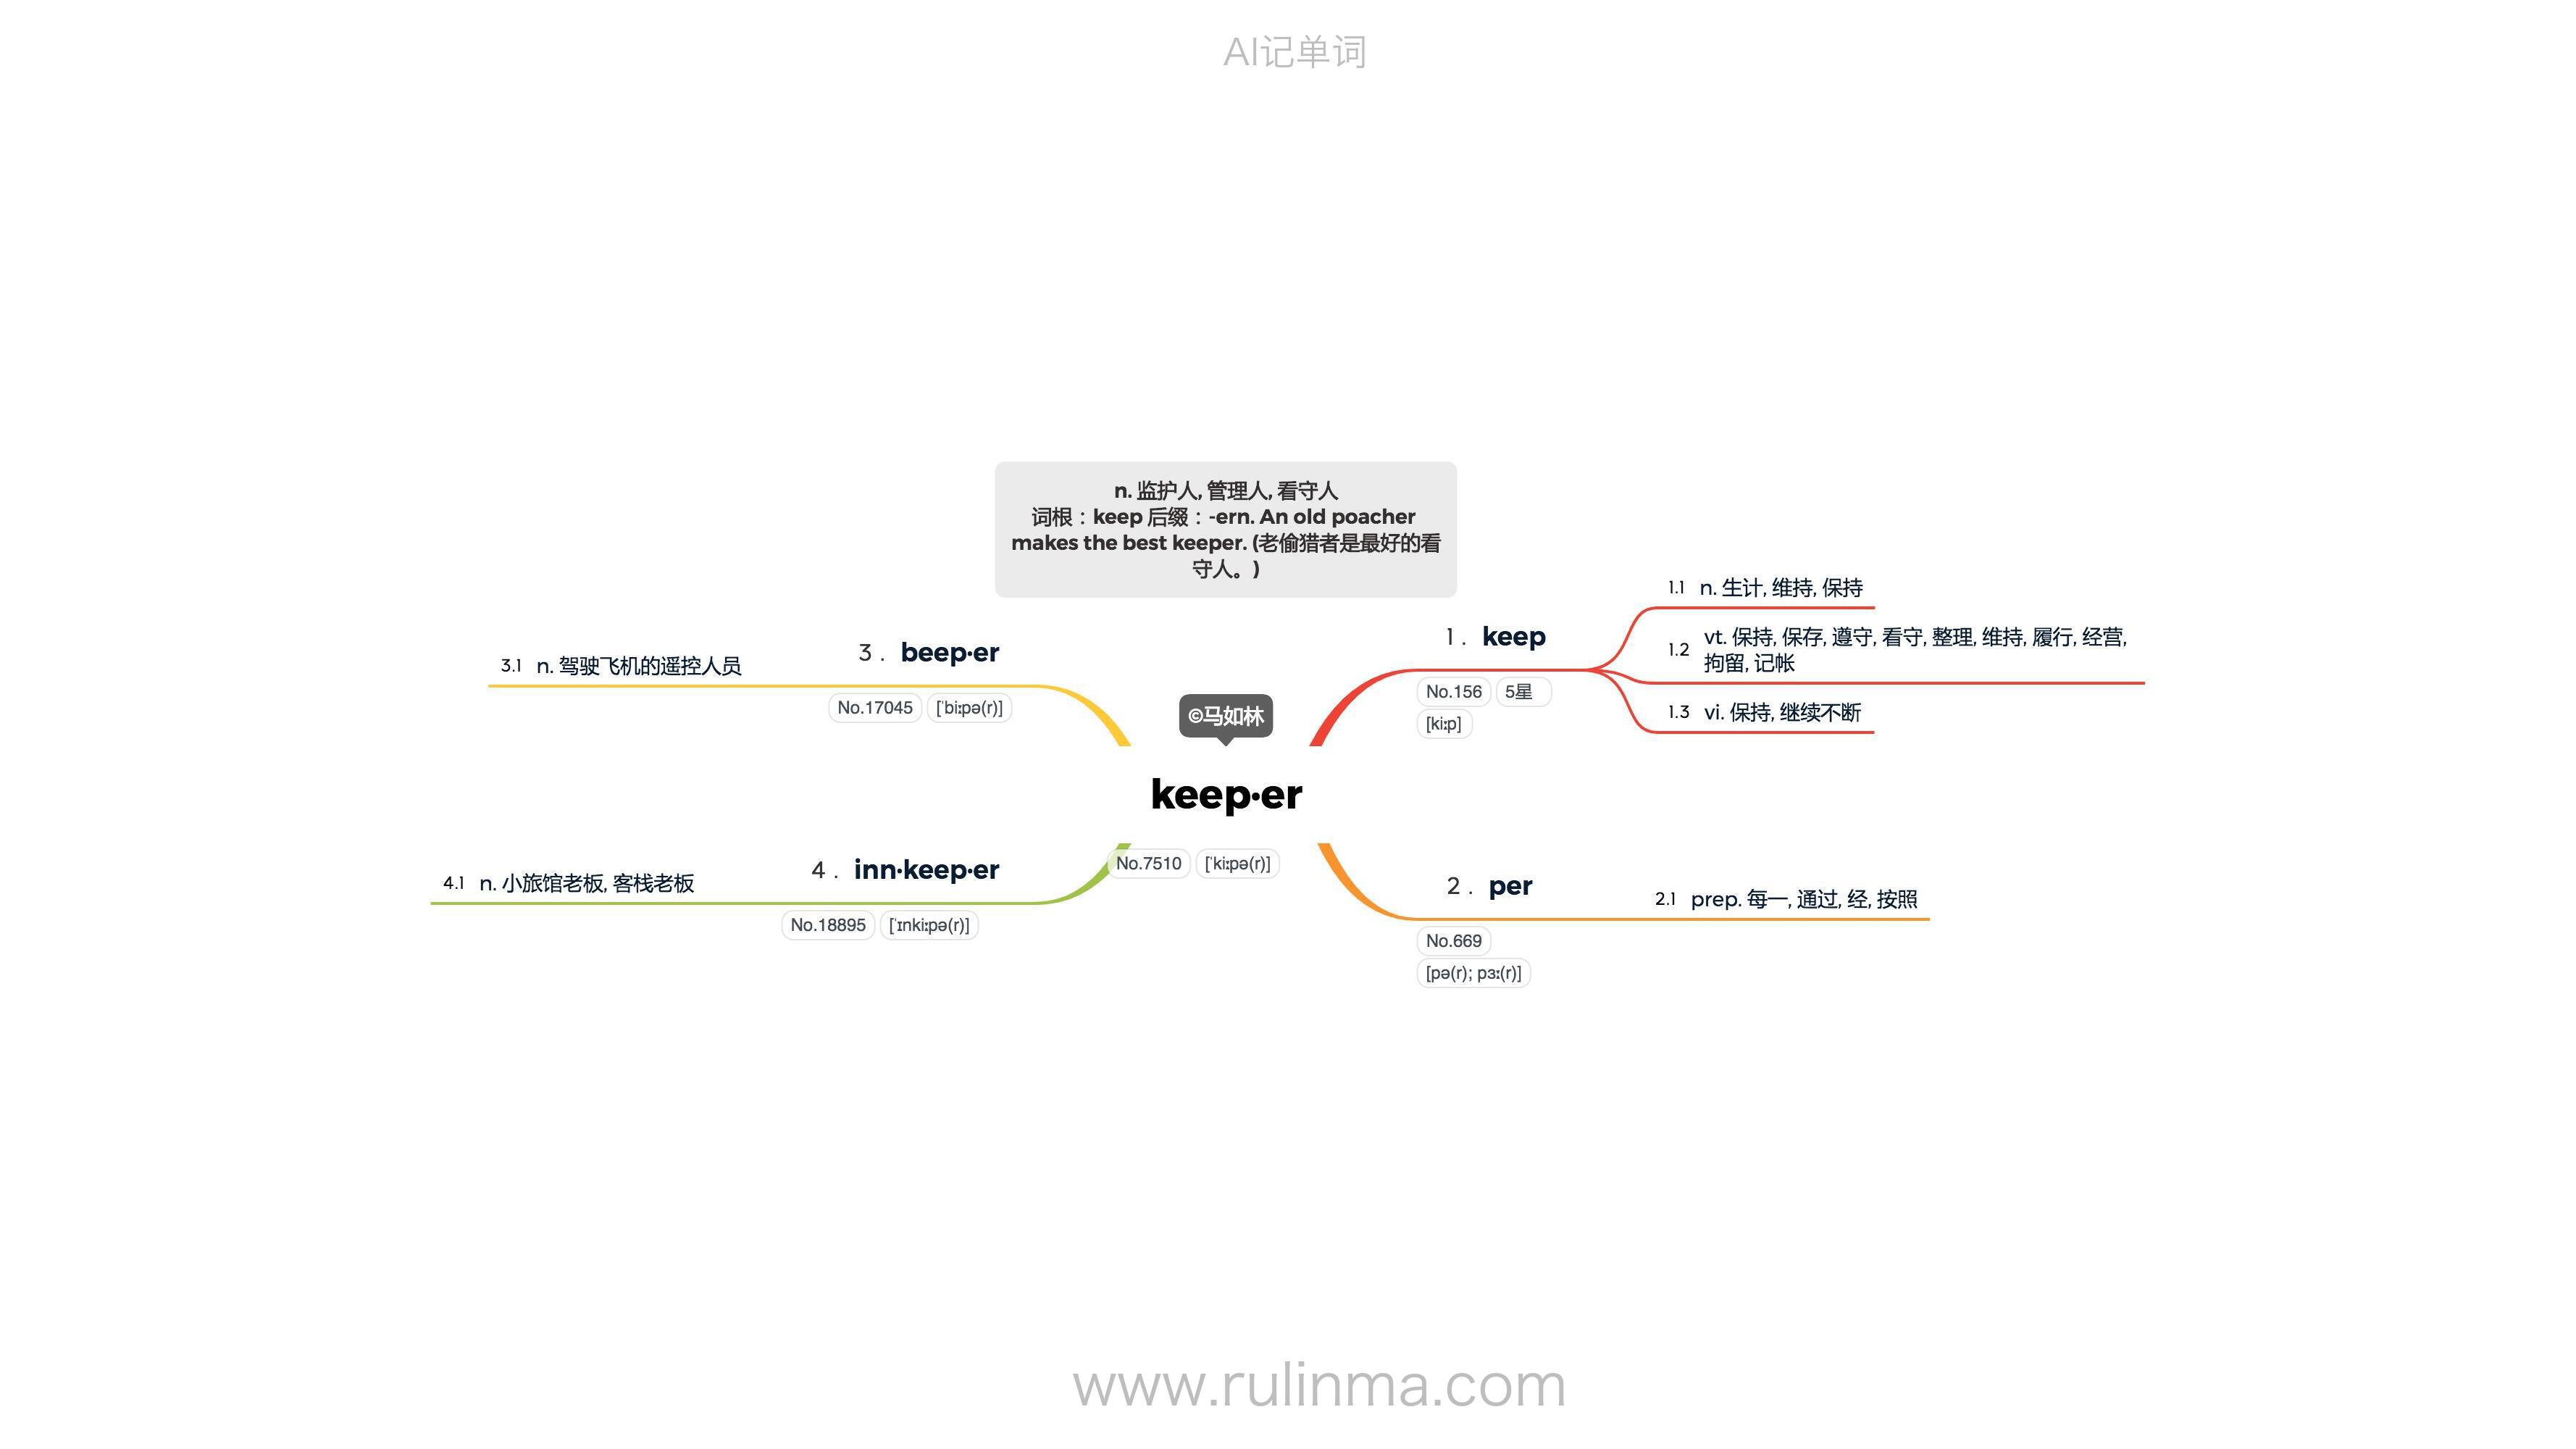 AI记单词
n. 监护人, 管理人, 看守人
词根：keep 后缀：-ern. An old poacher
makes the best keeper. (老偷猎者是最好的看
守人。)
©马如林
keep·er
No.7510 [ˈkiːpə(r)]
1. keep
No.156 5星
[kiːp]
1.1 n. 生计, 维持, 保持
1.2 vt. 保持, 保存, 遵守, 看守, 整理, 维持, 履行, 经营,
拘留, 记帐
1.3 vi. 保持, 继续不断
2. per
No.669
[pə(r); pɜː(r)]
2.1 prep. 每一, 通过, 经, 按照
3. beep·er
No.17045 [ˈbiːpə(r)]
3.1 n. 驾驶飞机的遥控人员
4. inn·keep·er
No.18895 [ˈɪnkiːpə(r)]
4.1 n. 小旅馆老板, 客栈老板
www.rulinma.com